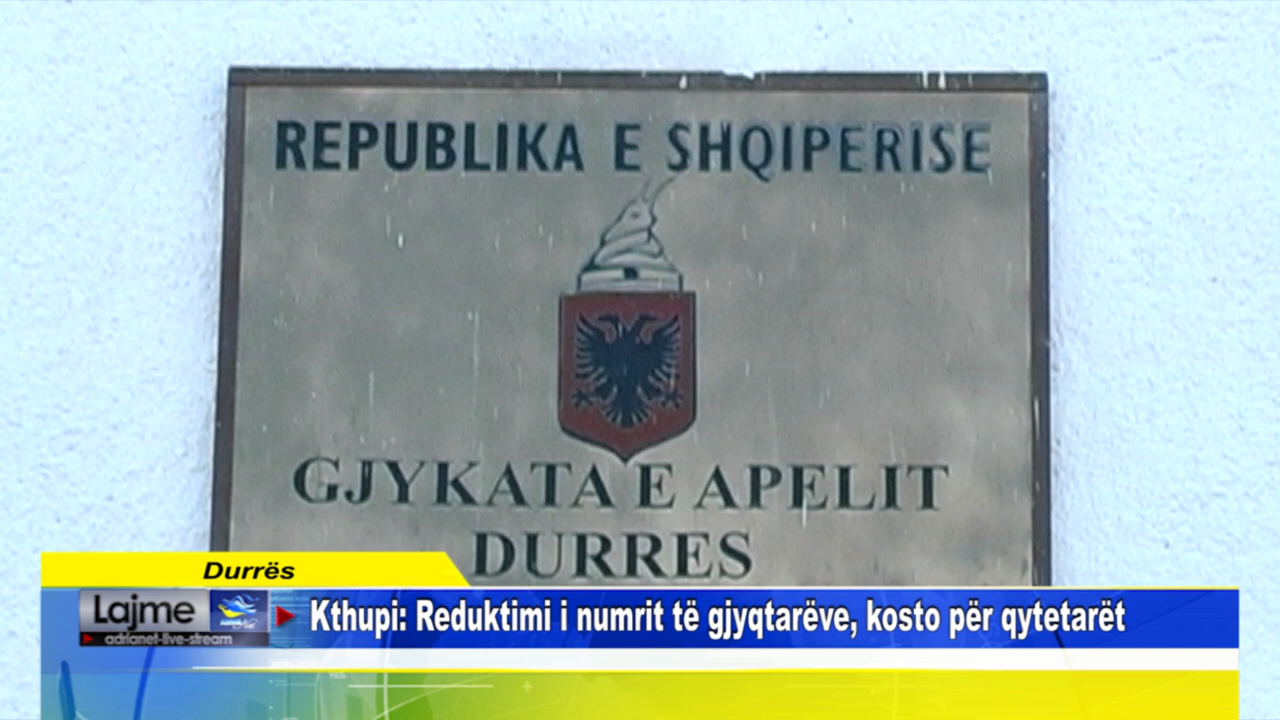 REPUBLIKA E SHQIPERISE
GJYKATA E APELIT
DURRES
Durrës
Lajme
adrianet-live-stream
Kthupi: Reduktimi i numrit të gjyqtarëve, kosto për qytetarët